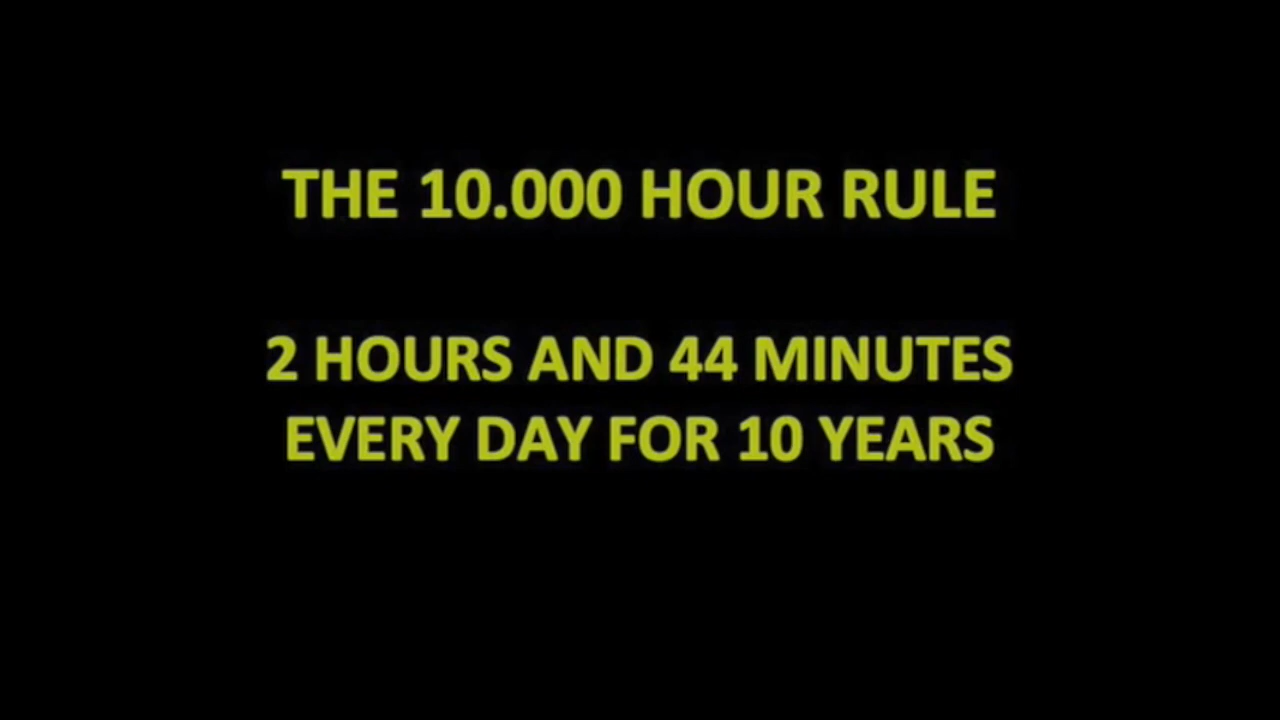 THE 10.000 HOUR RULE
2 HOURS AND 44 MINUTES
EVERY DAY FOR 10 YEARS